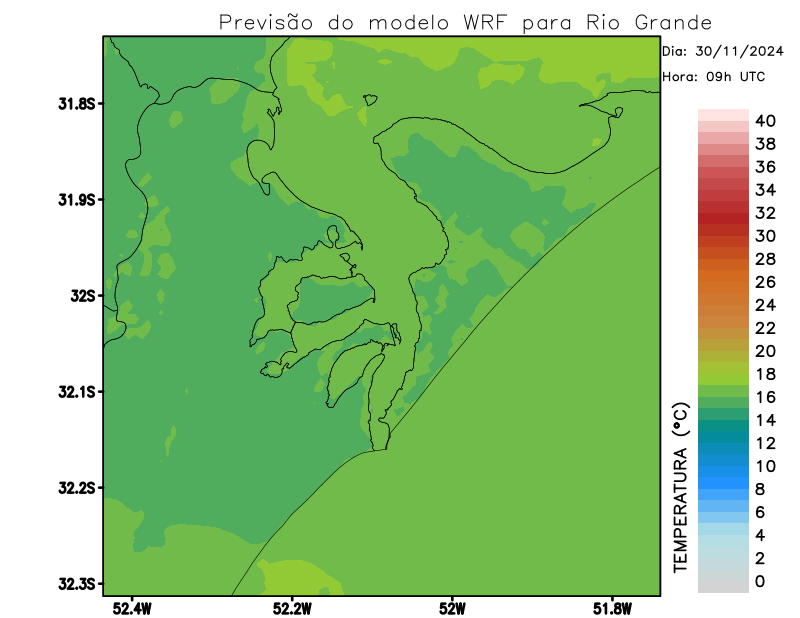 Previsão do modelo WRF para Rio Grande
Dia: 30/11/2024
Hora: 09h UTC
31.8S
31.9S
32S
32.1S
32.2S
32.3S
52.4W
52.2W
52W
51.8W
TEMPERATURA (°C)
40
38
36
34
32
30
28
26
24
22
20
18
16
14
12
10
8
6
4
2
0